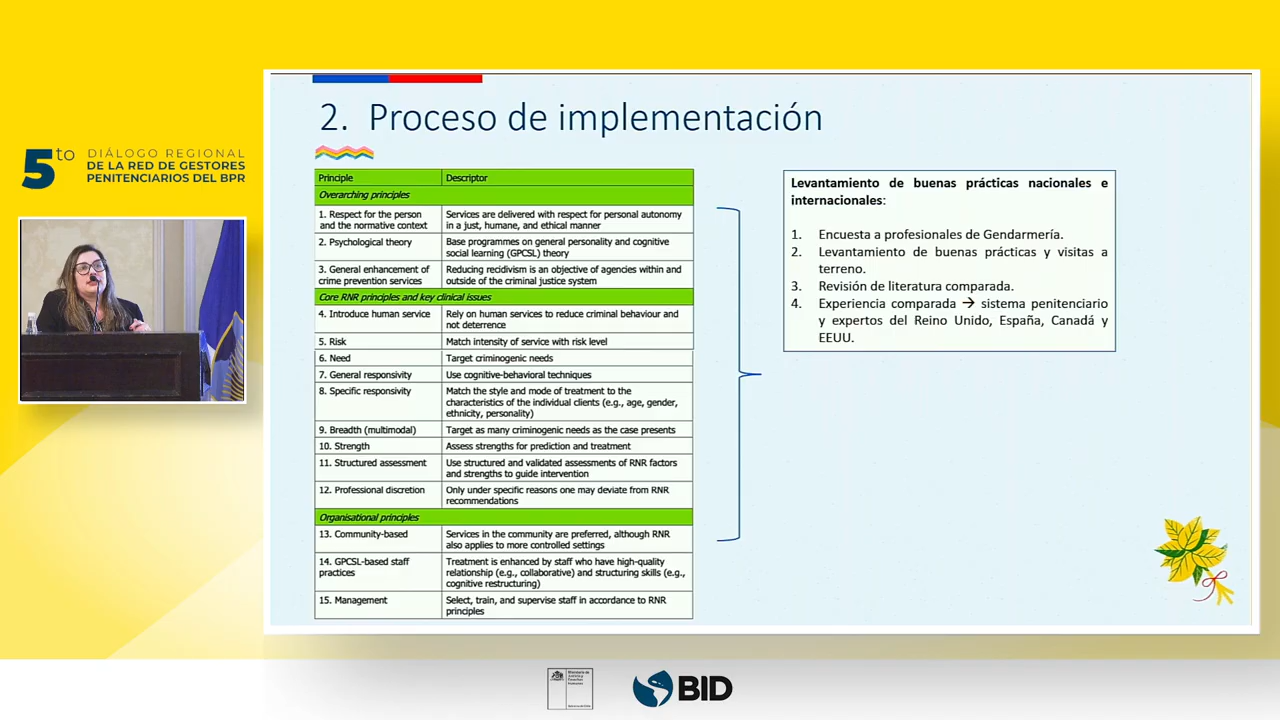 5to
DIÁLOGO REGIONAL
DE LA RED DE GESTORES
PENITENCIARIOS DEL BPR
2. Proceso de implementación
Principle Descriptor
Overarching principles
1. Respect for the person
and the normative context
Services are delivered with respect for personal autonomy
in a just, humane, and ethical manner
2. Psychological theory
Base programmes on general personality and cognitive
social learning (GPCSL) theory
3. General enhancement of
crime prevention services
Reducing recidivism is an objective of agencies within and
outside of the criminal justice system
Core RNR principles and key clinical issues
4. Introduce human service
Rely on human services to reduce criminal behaviour and
not deterrence
5. Risk
Match intensity of service with risk level
6. Need
Target criminogenic needs
7. General responsivity
Use cognitive-behavioral techniques
8. Specific responsivity
Match the style and mode of treatment to the
characteristics of the individual clients (e.g., age, gender,
ethnicity, personality)
9. Breadth (multimodal)
Target as many criminogenic needs as the case presents
10. Strength
Assess strengths for prediction and treatment
11. Structured assessment
Use structured and validated assessments of RNR factors
and strengths to guide intervention
12. Professional discretion
Only under specific reasons one may deviate from RNR
recommendations
Organisational principles
13. Community-based
Services in the community are preferred, although RNR
also applies to more controlled settings
14. GPCSL-based staff
practices
Treatment is enhanced by staff who have high-quality
relationship (e.g., collaborative) and structuring skills (e.g.,
cognitive restructuring)
15. Management
Select, train, and supervise staff in accordance to RNR
principles
Levantamiento de buenas prácticas nacionales e
internacionales:
1. Encuesta a profesionales de Gendarmería.
2. Levantamiento de buenas prácticas y visitas a
terreno.
3. Revisión de literatura comparada.
4. Experiencia comparada → sistema penitenciario
y expertos del Reino Unido, España, Canadá y
EEUU.
BID